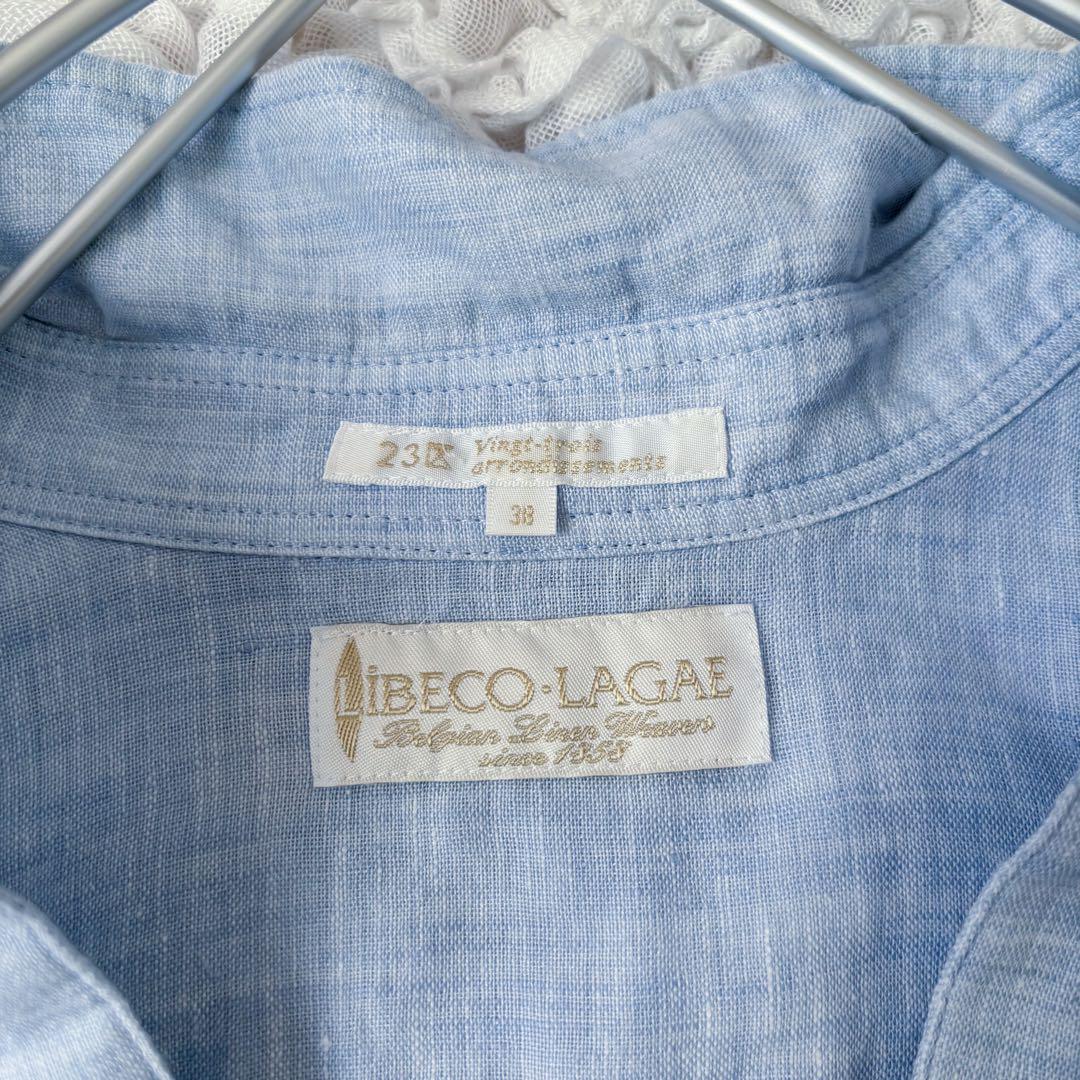 23区 Vingt-trois
arrondissements
38
LIBECO·LAGAE
Belgian Linen Weavers
since 1858